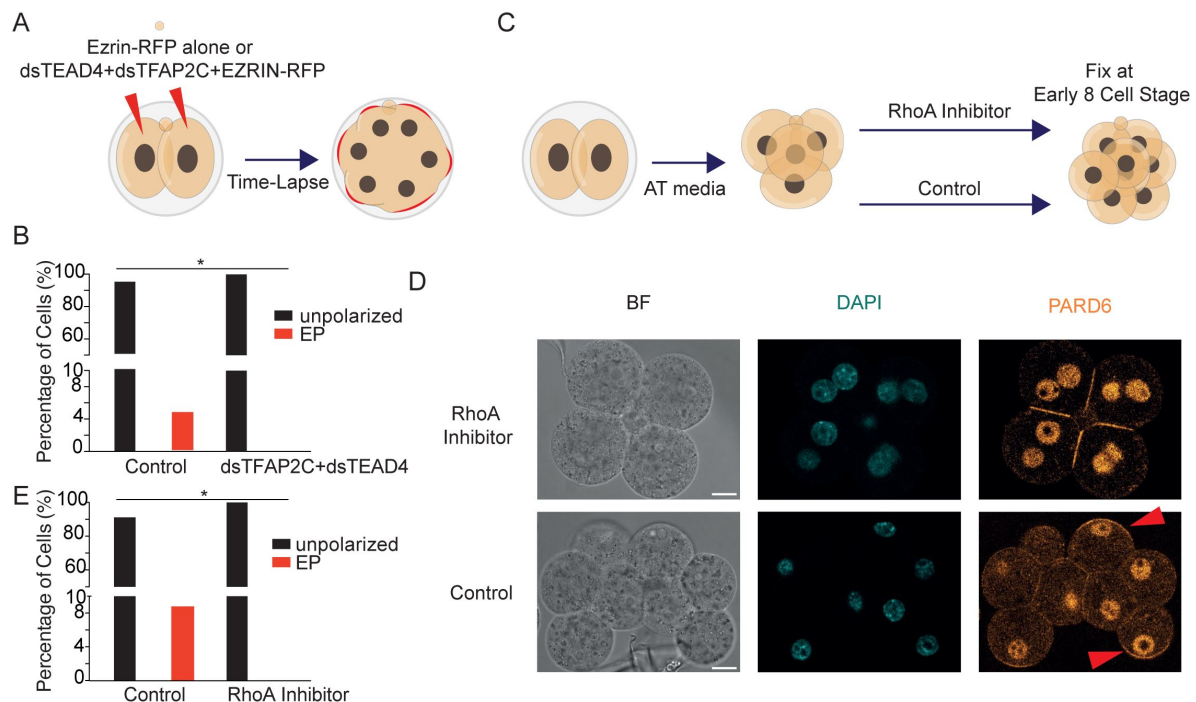 A
Ezrin-RFP alone or
dsTEAD4+dsTFAP2C+EZRIN-RFP
Time-Lapse
C
AT media
RhoA Inhibitor
Control
Fix at
Early 8 Cell Stage
B
Percentage of Cells (%)
100
80
60
10
8
4
0
*
unpolarized
EP
Control
dsTFAP2C+dsTEAD4
D
BF
DAPI
PARD6
RhoA
Inhibitor
Control
E
Percentage of Cells (%)
100
80
60
10
8
4
0
*
unpolarized
EP
Control
RhoA Inhibitor